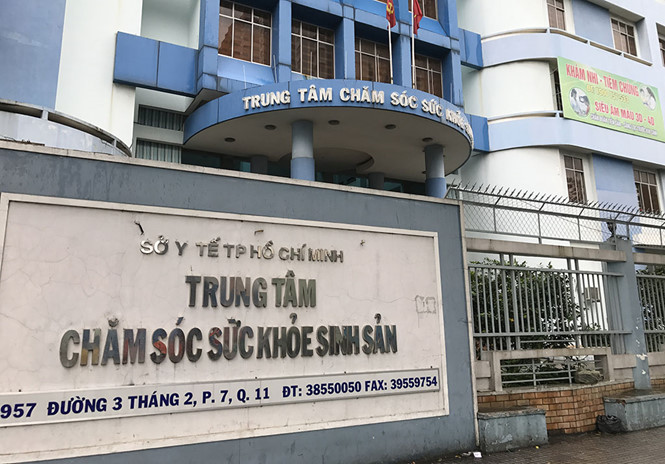 TRUNG TÂM CHĂM SÓC SỨC KHỎE
KHÁM NHI - TIÊM CHỦNG
SIÊU ÂM MÀU 3D - 4D
SỞ Y TẾ TP HỒ CHÍ MINH
TRUNG TÂM
CHĂM SÓC SỨC KHỎE SINH SẢN
957 ĐƯỜNG 3 THÁNG 2, P. 7, Q. 11 ĐT: 38550050 FAX: 39559754